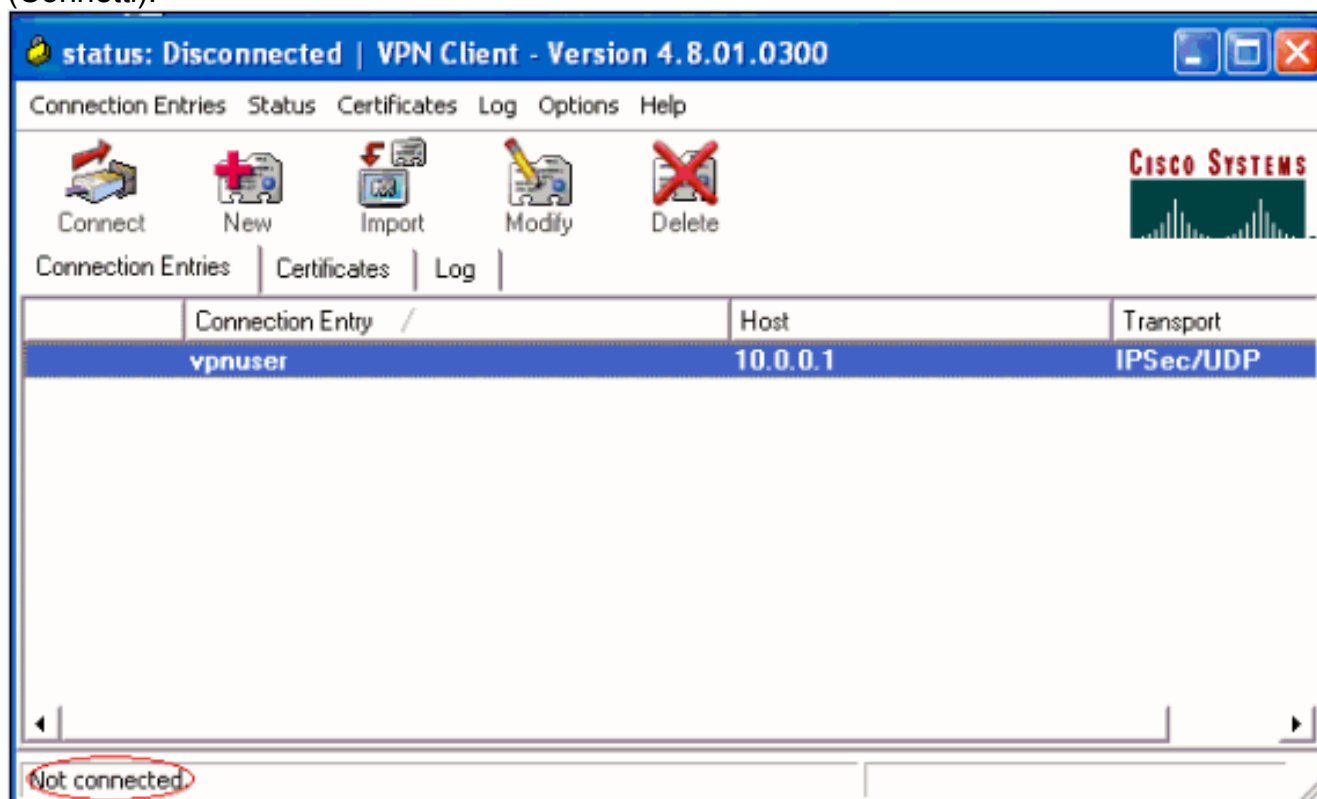 (Connetti).
status: Disconnected | VPN Client - Version 4.8.01.0300
Connection Entries Status Certificates Log Options Help
Connect New Import Modify Delete
CISCO SYSTEMS
Connection Entries Certificates Log
Connection Entry Host Transport
vpnuser 10.0.0.1 IPSec/UDP
Not connected.